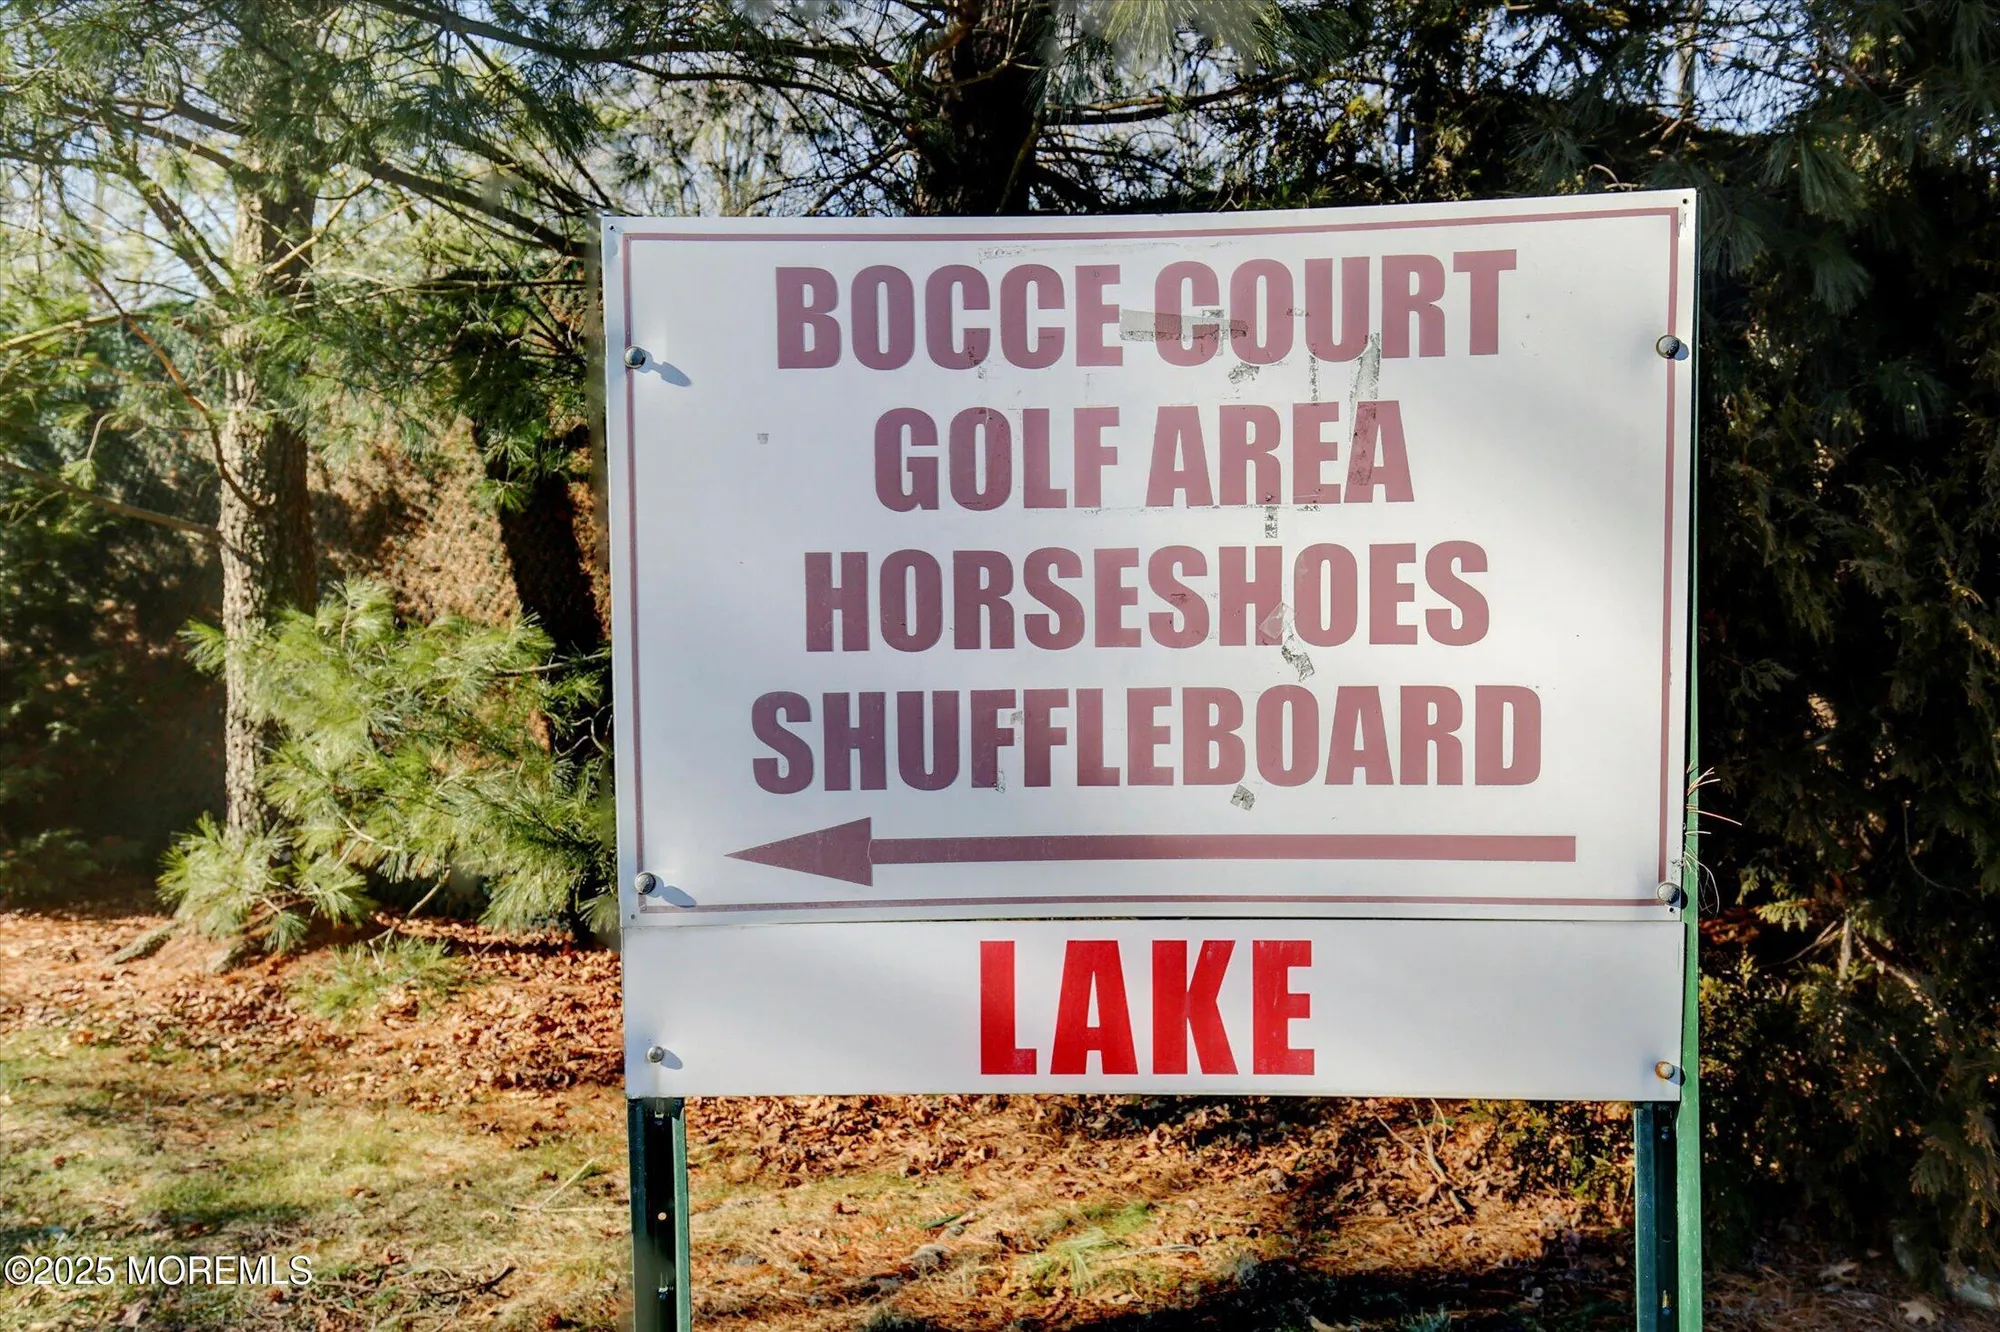 BOCCE COURT
GOLF AREA
HORSESHOES
SHUFFLEBOARD
LAKE
©2025 MOREMLS